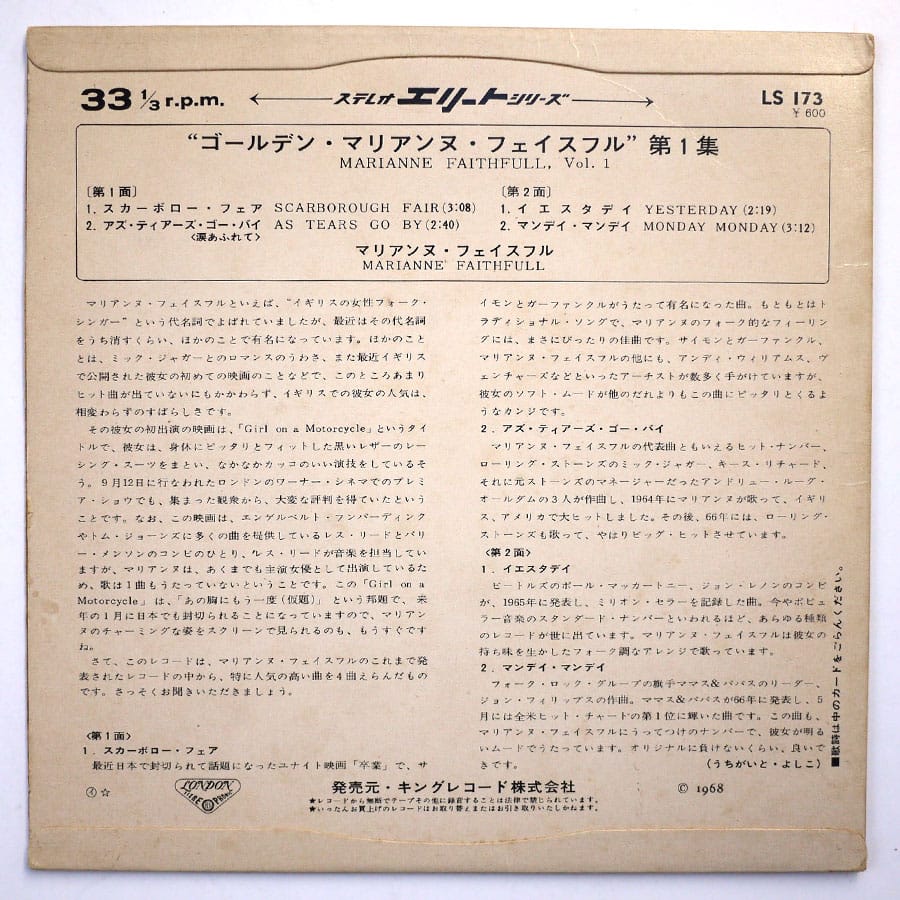 33 1/3 r.p.m. ステレオ エリート シリーズ LS 173
¥ 600
“ゴールデン・マリアンヌ・フェイスフル” 第1集
MARIANNE FAITHFULL, Vol. 1
〔第1面〕
1. スカーボロー・フェア SCARBOROUGH FAIR(3:08)
2. アズ・ティアーズ・ゴー・バイ AS TEARS GO BY(2:40)
<涙あふれて>
〔第2面〕
1. イエスタデイ YESTERDAY(2:19)
2. マンデイ・マンデイ MONDAY MONDAY(3:12)
マリアンヌ・フェイスフル
MARIANNE FAITHFULL
マリアンヌ・フェイスフルといえば、“イギリスの女性フォーク・
シンガー” という代名詞でよばれていましたが、最近はその代名詞
をうち消すくらい、ほかのことで有名になっています。ほかのこと
とは、ミック・ジャガーとのロマンスのうわさ、また最近イギリス
で公開された彼女の初めての映画のことなどで、このところあまり
ヒット曲が出ていないにもかかわらず、イギリスでの彼女の人気は、
相変わらずのすばらしさです。
その彼女の初出演の映画は、「Girl on a Motorcycle」というタイ
トルで、彼女は、身体にピッタリとフィットした黒いレザーのレー
シング・スーツをまとい、なかなかカッコのいい演技をしているそ
う。9月12日に行なわれたロンドンのワーナー・シネマでのプレミ
ア・ショウでも、集まった観衆から、大変な評判を得ていたという
ことです。なお、この映画は、エンゲルベルト・フンパーディンク
やトム・ジョーンズに多くの曲を提供しているレス・リードとバリ
ー・メンソンのコンビのひとり、レス・リードが音楽を担当してい
ますが、マリアンヌは、あくまでも主演女優として出演しているた
め、歌は1曲もうたっていないということです。この「Girl on a
Motorcycle」は、「あの胸にもう一度(仮題)」という邦題で、来
年の1月に日本でも封切られることになっていますので、マリアン
ヌのチャーミングな姿をスクリーンで見られるのも、もうすぐです
ね。
さて、このレコードは、マリアンヌ・フェイスフルのこれまで発
表されたレコードの中から、特に人気の高い曲を4曲えらんだもの
です。さっそくお聞きいただきましょう。
<第1面>
1．スカーボロー・フェア
最近日本で封切られて話題になったユナイト映画「卒業」で、サ
イモンとガーファンクルがうたって有名になった曲。もともとはト
ラディショナル・ソングで、マリアンヌのフォーク的なフィーリン
グには、まさにぴったりの佳曲です。サイモンとガーファンクル、
マリアンヌ・フェイスフルの他にも、アンディ・ウィリアムス、ヴ
ェンチャーズなどといったアーチストが数多く手がけていますが、
彼女のソフト・ムードが他のだれよりもこの曲にピッタリとくるよ
うなカンジです。
2．アズ・ティアーズ・ゴー・バイ
マリアンヌ・フェイスフルの代表曲ともいえるヒット・ナンバー、
ローリング・ストーンズのミック・ジャガー、キース・リチャード、
それに元ストーンズのマネージャーだったアンドリュー・ルーグ・
オールダムの3人が作曲し、1964年にマリアンヌが歌って、イギリ
ス、アメリカで大ヒットしました。その後、66年には、ローリング・
ストーンズも歌って、やはりビッグ・ヒットさせています。
<第2面>
1．イエスタデイ
ビートルズのポール・マッカートニー、ジョン・レノンのコンビ
が、1965年に発表し、ミリオン・セラーを記録した曲。今やポピュ
ラー音楽のスタンダード・ナンバーといわれるほど、あらゆる種類
のレコードが世に出ています。マリアンヌ・フェイスフルは彼女の
持ち味を生かしたフォーク調なアレンジで歌っています。
2．マンデイ・マンデイ
フォーク・ロック・グループの旗手ママス&パパスのリーダー、
ジョン・フィリップスの作曲。ママス&パパスが66年に発表し、5
月には全米ヒット・チャートの第1位に輝いた曲です。この曲も、
マリアンヌ・フェイスフルにうってつけのナンバーで、彼女が明る
いムードでうたっています。オリジナルに負けないくらい、良いで
きです。 (うちがいと・よしこ)
■歌詩は中のカードをごらんください。
㋑☆
LONDON
発売元・キングレコード株式会社
© 1968
★レコードから無断でテープその他に録音することは法律で禁じられています。
★いったんお買上げのレコードはお取替えまたはお引き取りいたしかねます。